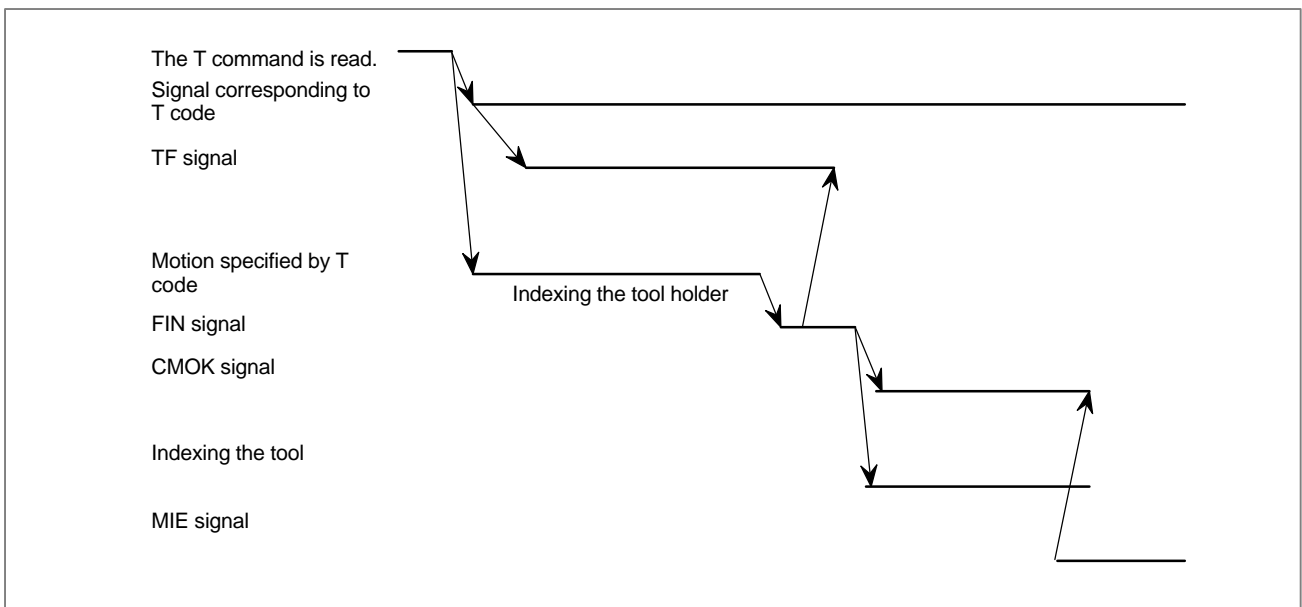 The T command is read.
Signal corresponding to
T code
TF signal
Motion specified by T
code
Indexing the tool holder
FIN signal
CMOK signal
Indexing the tool
MIE signal